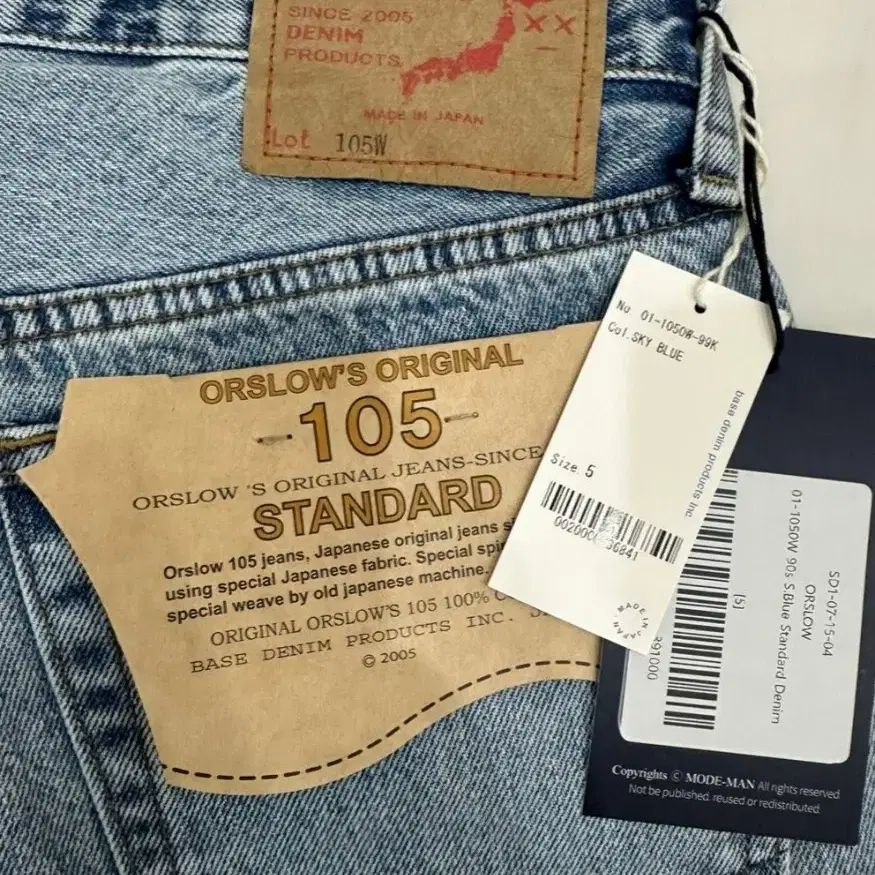 SINCE 2005
DENIM
PRODUCTS
XX
MADE IN JAPAN
Lot 105W
ORSLOW'S ORIGINAL
-105-
ORSLOW 'S ORIGINAL JEANS-SINCE
STANDARD
Orslow 105 jeans, Japanese original jeans
using special Japanese fabric. Special
special weave by old japanese machine.
ORIGINAL ORSLOW'S 105 100%
BASE DENIM PRODUCTS INC.
© 2005
No 01-1050W-99K
Col. SKY BLUE
base denim products inc.
Size. 5
MADE IN JAPAN
SD1-07-15-04
ORSLOW
01-1050W 90s S.Blue Standard Denim
[5]
Copyrights © MODE-MAN All rights reserved.
Not be published, reused or redistributed.